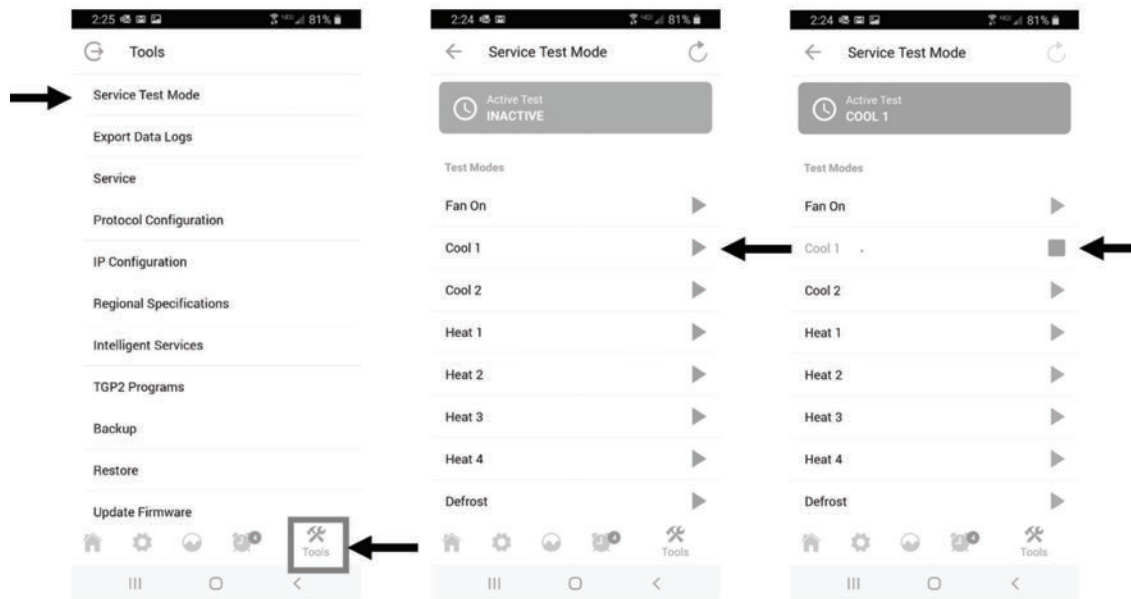 2:25 81%
Tools
Service Test Mode
Export Data Logs
Service
Protocol Configuration
IP Configuration
Regional Specifications
Intelligent Services
TGP2 Programs
Backup
Restore
Update Firmware
4
Tools
2:24 81%
Service Test Mode
Active Test
INACTIVE
Test Modes
Fan On
Cool 1
Cool 2
Heat 1
Heat 2
Heat 3
Heat 4
Defrost
4
Tools
2:24 81%
Service Test Mode
Active Test
COOL 1
Test Modes
Fan On
Cool 1
Cool 2
Heat 1
Heat 2
Heat 3
Heat 4
Defrost
4
Tools